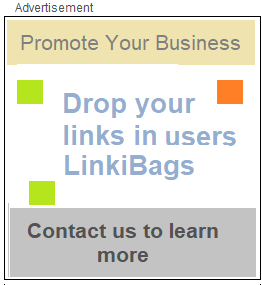 Advertisement
Promote Your Business
Drop your
links in users
LinkiBags
Contact us to learn
more